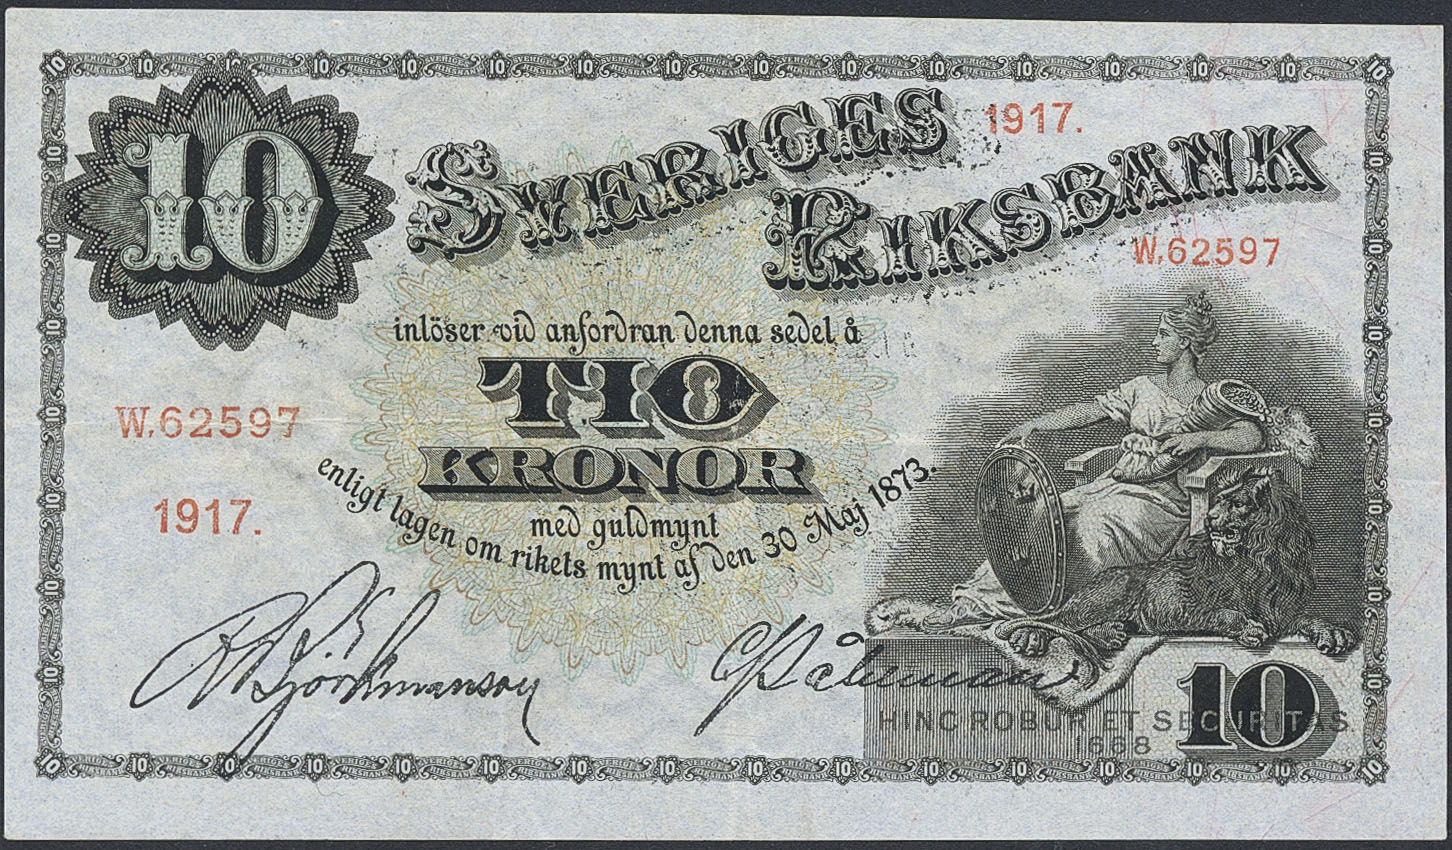 10
SVERIGES
1917.
RIKSBANK
W.62597
inlöser vid anfordran denna sedel å
TIO
KRONOR
W.62597
1917.
med guldmynt
enligt lagen om rikets mynt af den 30 Maj 1873.
Björkmanson
HINC ROBUR ET SECURITAS
1668
10